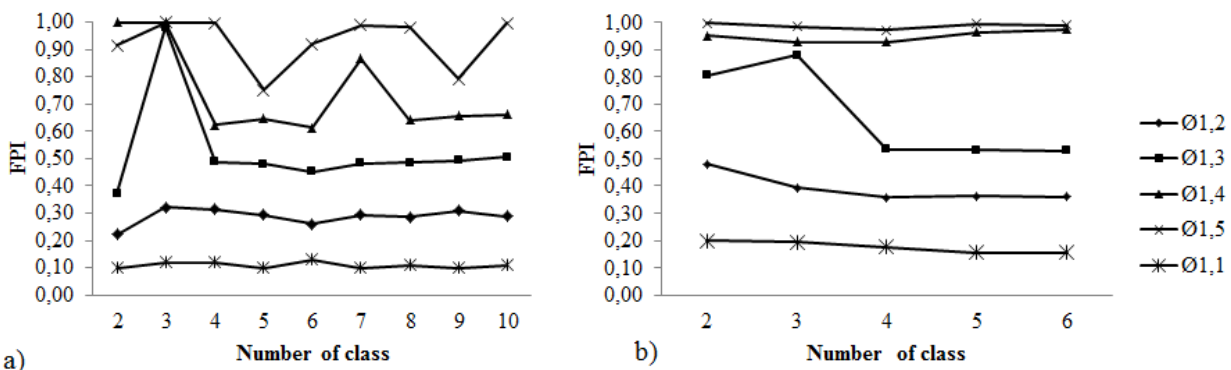 1,00
0,90
0,80
0,70
0,60
0,50
0,40
0,30
0,20
0,10
0,00
FPI
2 3 4 5 6 7 8 9 10
Number of class
a)
1,00
0,90
0,80
0,70
0,60
0,50
0,40
0,30
0,20
0,10
0,00
FPI
2 3 4 5 6
Number of class
b)
Ø1,2
Ø1,3
Ø1,4
Ø1,5
Ø1,1